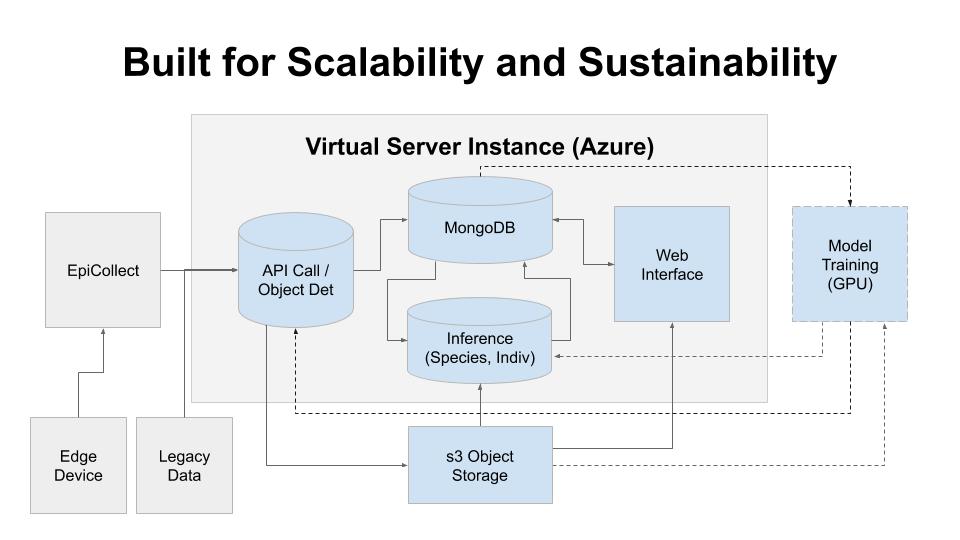 Built for Scalability and Sustainability
Virtual Server Instance (Azure)
EpiCollect
API Call /
Object Det
MongoDB
Web
Interface
Model
Training
(GPU)
Inference
(Species, Indiv)
Edge
Device
Legacy
Data
s3 Object
Storage